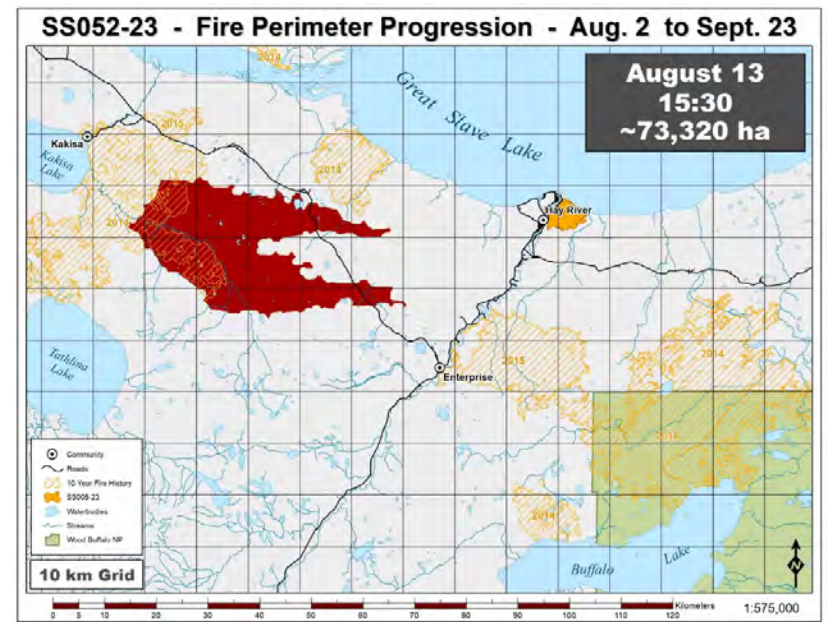 SS052-23 - Fire Perimeter Progression - Aug. 2 to Sept. 23
August 13
15:30
~73,320 ha
2014
Great Slave Lake
2015
Kakisa
Kakisa
Lake
2014
Hay River
2014
Tathlina
Lake
2015
2014
Enterprise
2014
2014
Buffalo
Lake
Community
Roads
10 Year Fire History
SS005-23
Waterbodies
Streams
Wood Buffalo NP
10 km Grid
N
0 5 10 20 30 40 50 60 70 80 90 100 110 120
Kilometers
1:575,000